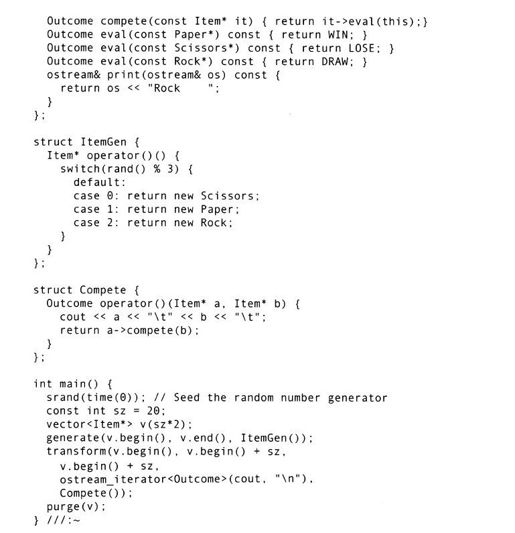 Outcome compete(const Item* it) { return it->eval(this);}
Outcome eval(const Paper*) const { return WIN; }
Outcome eval(const Scissors*) const { return LOSE; }
Outcome eval(const Rock*) const { return DRAW; }
ostream& print(ostream& os) const {
return os << "Rock    ";
}
};
struct ItemGen {
Item* operator()() {
switch(rand() % 3) {
default:
case 0: return new Scissors;
case 1: return new Paper;
case 2: return new Rock;
}
}
};
struct Compete {
Outcome operator()(Item* a, Item* b) {
cout << a << "\t" << b << "\t";
return a->compete(b);
}
};
int main() {
srand(time(0)); // Seed the random number generator
const int sz = 20;
vector<Item*> v(sz*2);
generate(v.begin(), v.end(), ItemGen());
transform(v.begin(), v.begin() + sz,
v.begin() + sz,
ostream_iterator<Outcome>(cout, "\n"),
Compete());
purge(v);
} ///:~